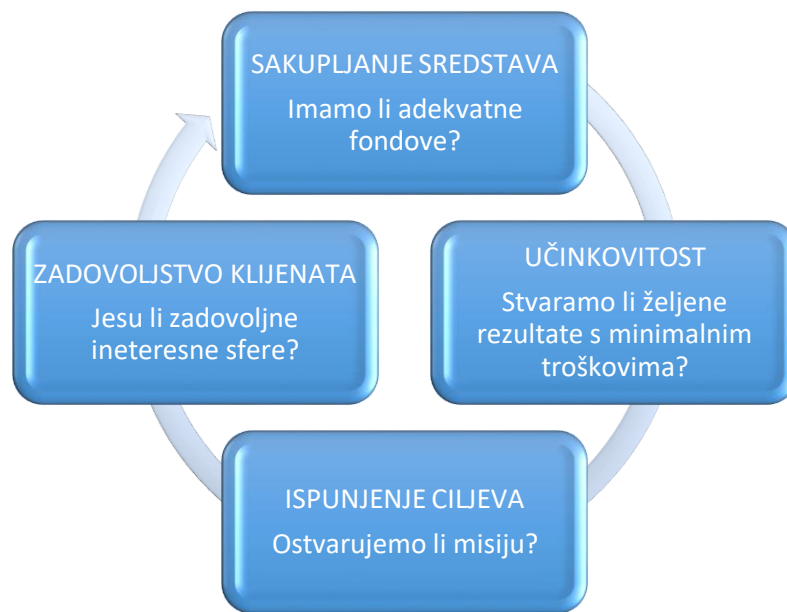 SAKUPLJANJE SREDSTAVA
Imamo li adekvatne
fondove?
UČINKOVITOST
Stvaramo li željene
rezultate s minimalnim
troškovima?
ISPUNJENJE CILJEVA
Ostvarujemo li misiju?
ZADOVOLJSTVO KLIJENATA
Jesu li zadovoljne
ineteresne sfere?